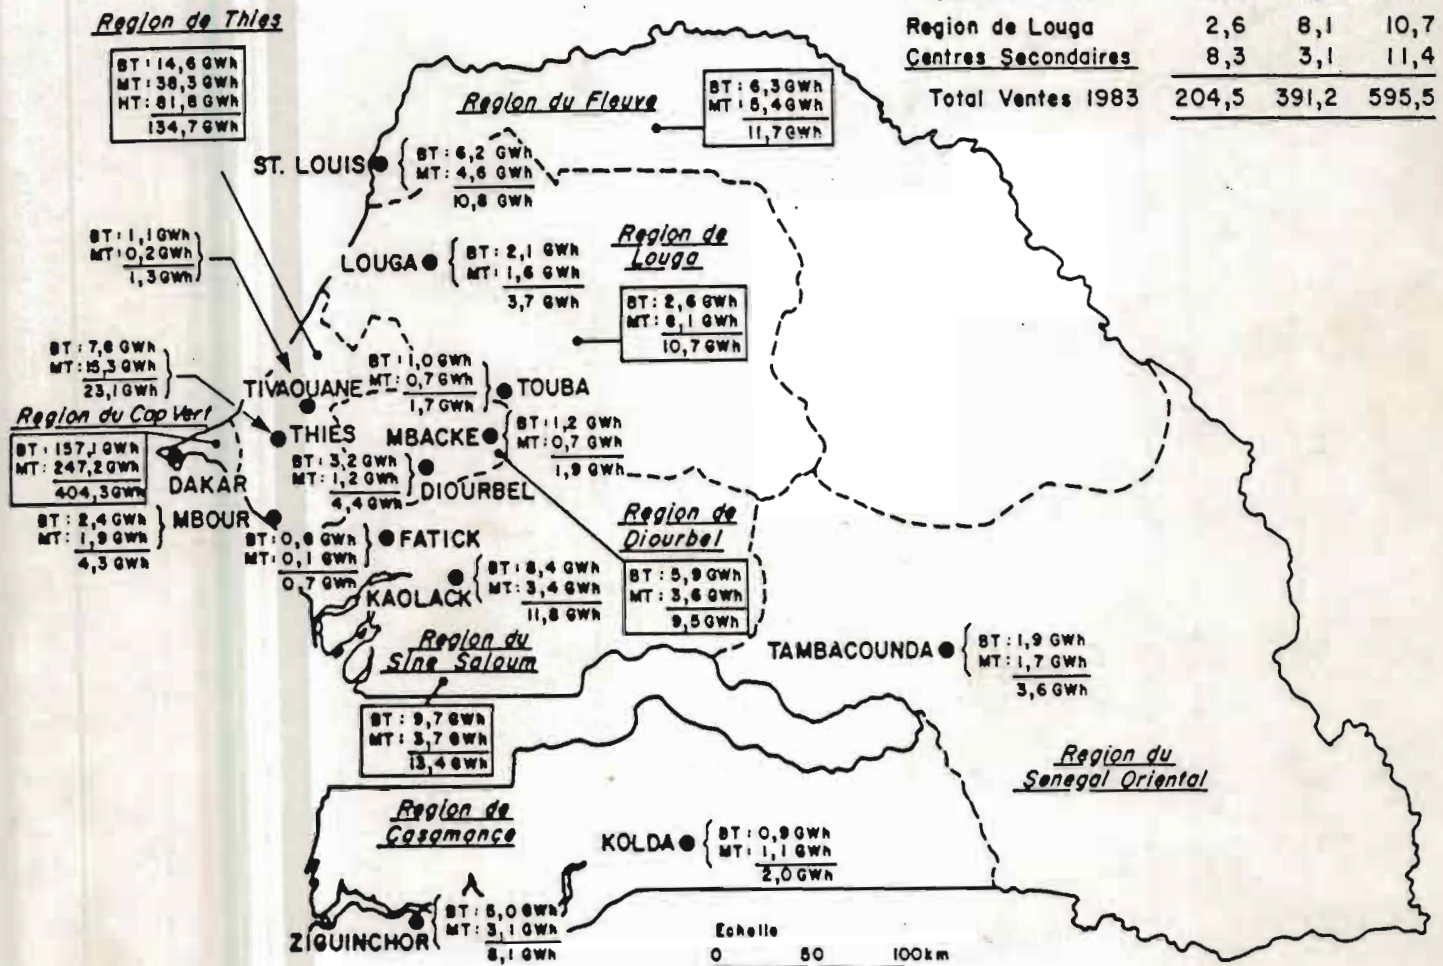 Region de Thies
BT: 14,6 GWh
MT: 38,3 GWh
HT: 81,8 GWh
134,7 GWh
Region de Louga 2,6 8,1 10,7
Centres Secondaires 8,3 3,1 11,4
Total Ventes 1983 204,5 391,2 595,5
Region du Fleuve
BT: 6,3 GWh
MT: 5,4 GWh
11,7 GWh
ST. LOUIS
BT: 6,2 GWh
MT: 4,6 GWh
10,8 GWh
BT: 1,1 GWh
MT: 0,2 GWh
1,3 GWh
LOUGA
BT: 2,1 GWh
MT: 1,6 GWh
3,7 GWh
Region de
Louga
BT: 2,6 GWh
MT: 8,1 GWh
10,7 GWh
BT: 7,8 GWh
MT: 15,3 GWh
23,1 GWh
TIVAOUANE
BT: 1,0 GWh
MT: 0,7 GWh
1,7 GWh
TOUBA
Region du Cap Vert
BT: 157,1 GWh
MT: 247,2 GWh
404,3 GWh
DAKAR
THIES
MBACKE
BT: 1,2 GWh
MT: 0,7 GWh
1,9 GWh
BT: 3,2 GWh
MT: 1,2 GWh
4,4 GWh
DIOURBEL
BT: 2,4 GWh
MT: 1,9 GWh
4,3 GWh
MBOUR
BT: 0,6 GWh
MT: 0,1 GWh
0,7 GWh
FATICK
Region de
Diourbel
BT: 5,9 GWh
MT: 3,6 GWh
9,5 GWh
KAOLACK
BT: 8,4 GWh
MT: 3,4 GWh
11,8 GWh
Region du
Sine Saloum
BT: 9,7 GWh
MT: 3,7 GWh
13,4 GWh
TAMBACOUNDA
BT: 1,9 GWh
MT: 1,7 GWh
3,6 GWh
Region du
Senegal Oriental
Region de
Casamance
KOLDA
BT: 0,9 GWh
MT: 1,1 GWh
2,0 GWh
ZIGUINCHOR
BT: 5,0 GWh
MT: 3,1 GWh
8,1 GWh
Echelle
0 50 100km